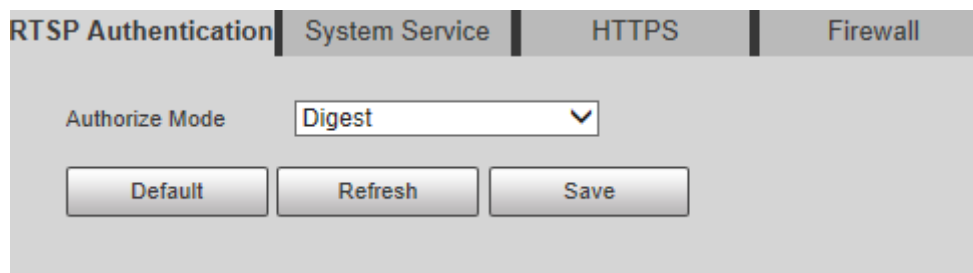 RTSP Authentication System Service HTTPS Firewall
Authorize Mode Digest
Default Refresh Save